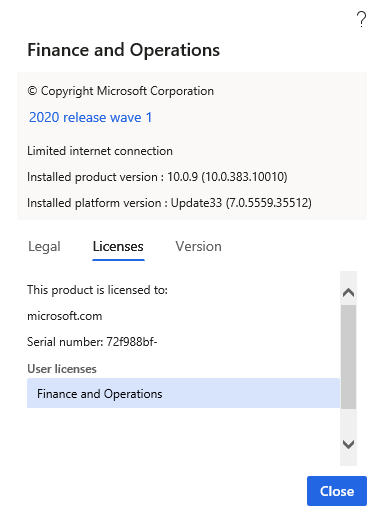 ?
Finance and Operations
© Copyright Microsoft Corporation
2020 release wave 1
Limited internet connection
Installed product version : 10.0.9 (10.0.383.10010)
Installed platform version : Update33 (7.0.5559.35512)
Legal Licenses Version
This product is licensed to:
microsoft.com
Serial number: 72f988bf-
User licenses
Finance and Operations
Close